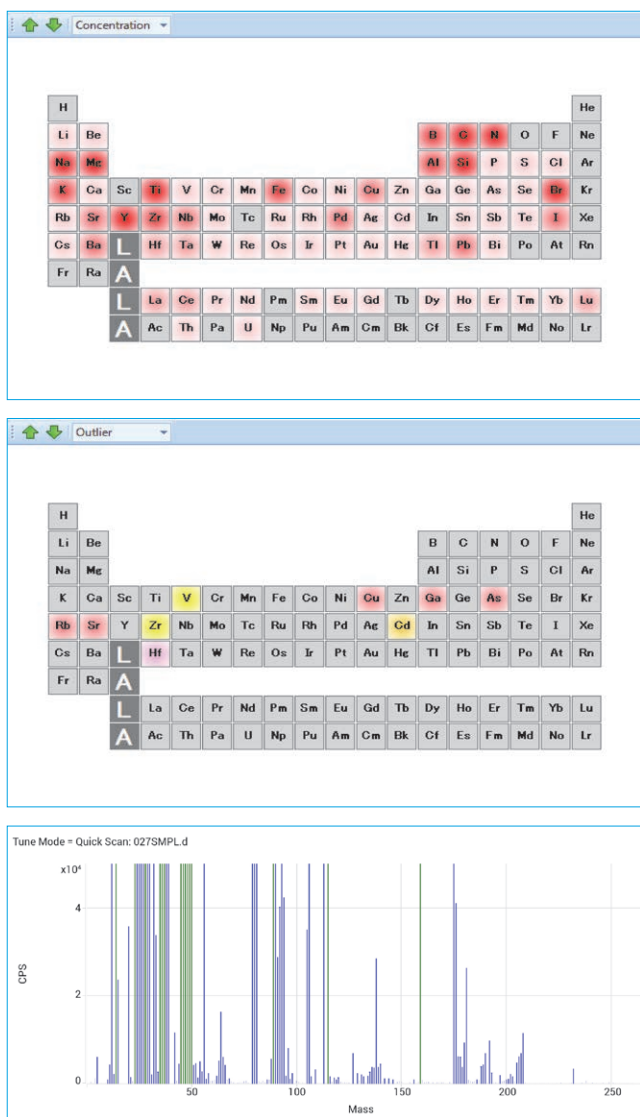 Concentration
H He
Li Be B C N O F Ne
Na Mg Al Si P S Cl Ar
K Ca Sc Ti V Cr Mn Fe Co Ni Cu Zn Ga Ge As Se Br Kr
Rb Sr Y Zr Nb Mo Tc Ru Rh Pd Ag Cd In Sn Sb Te I Xe
Cs Ba L Hf Ta W Re Os Ir Pt Au Hg Tl Pb Bi Po At Rn
Fr Ra A
L La Ce Pr Nd Pm Sm Eu Gd Tb Dy Ho Er Tm Yb Lu
A Ac Th Pa U Np Pu Am Cm Bk Cf Es Fm Md No Lr
Outlier
H He
Li Be B C N O F Ne
Na Mg Al Si P S Cl Ar
K Ca Sc Ti V Cr Mn Fe Co Ni Cu Zn Ga Ge As Se Br Kr
Rb Sr Y Zr Nb Mo Tc Ru Rh Pd Ag Cd In Sn Sb Te I Xe
Cs Ba L Hf Ta W Re Os Ir Pt Au Hg Tl Pb Bi Po At Rn
Fr Ra A
L La Ce Pr Nd Pm Sm Eu Gd Tb Dy Ho Er Tm Yb Lu
A Ac Th Pa U Np Pu Am Cm Bk Cf Es Fm Md No Lr
Tune Mode = Quick Scan: 027SMPL.d
x10⁴
4
CPS
2
0
50 100 150 200 250
Mass